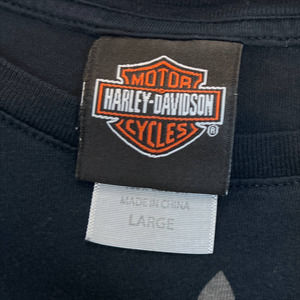 MOTOR
HARLEY-DAVIDSON
CYCLES
®
MADE IN CHINA
LARGE